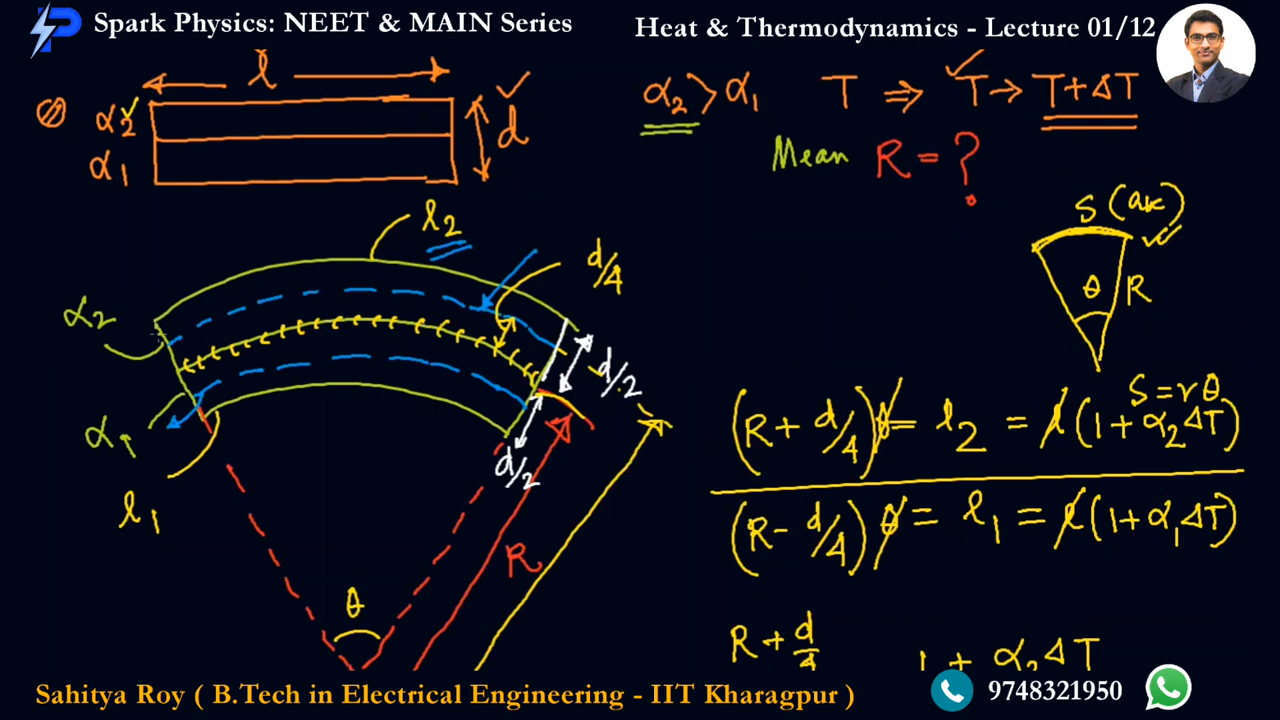 Spark Physics: NEET & MAIN Series
Heat & Thermodynamics - Lecture 01/12
l
α2
α1
d
α2 > α1 T ⇒ T → T+ΔT
Mean R = ?
S (arc)
θ R
S = rθ
l2
d/4
α2
d/2
α1
d/2
l1
R
θ
(R + d/4)θ = l2 = l(1+α2ΔT)
(R - d/4)θ = l1 = l(1+α1ΔT)
R + d/4 1 + α2ΔT
Sahitya Roy ( B.Tech in Electrical Engineering - IIT Kharagpur )
9748321950